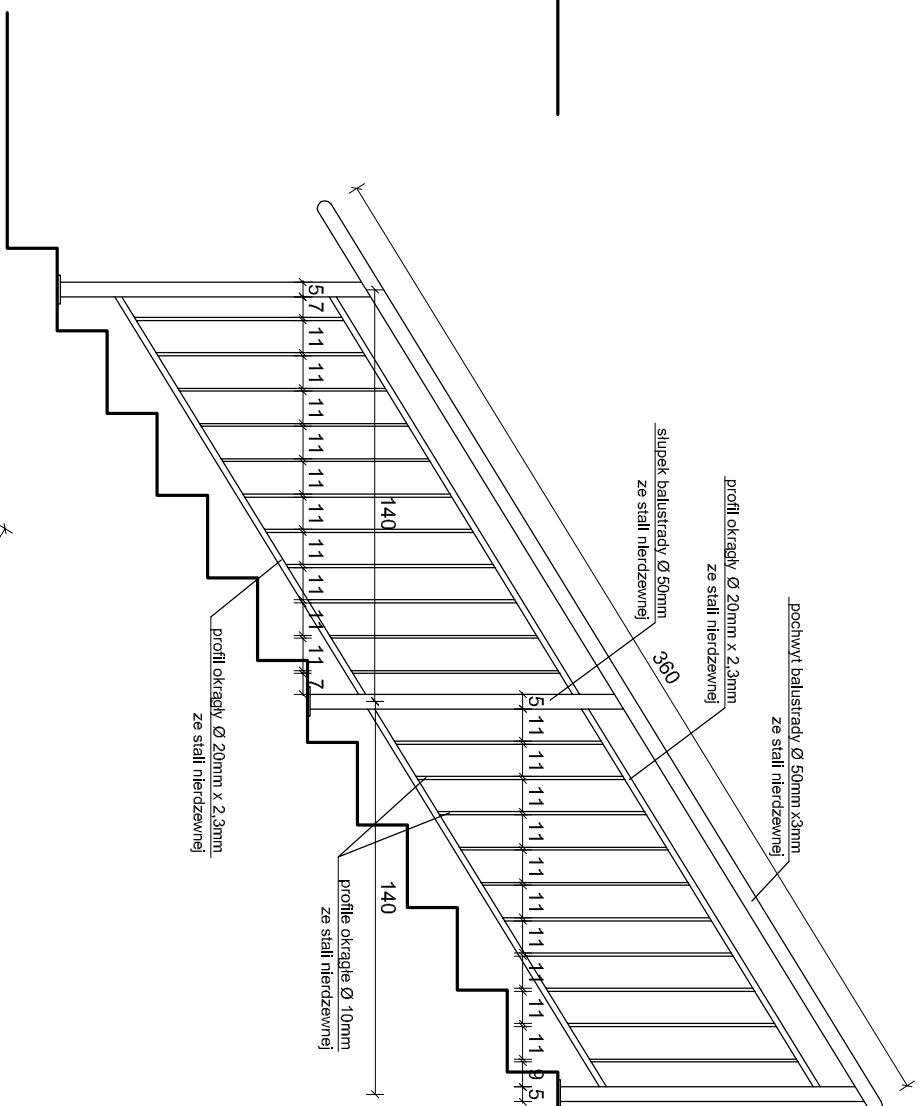 pochwyt balustrady Ø 50mm x3mm
ze stali nierdzewnej
profil okrągły Ø 20mm x 2,3mm
ze stali nierdzewnej
słupek balustrady Ø 50mm
ze stali nierdzewnej
360
5 11 11 11 11 11 11 11 11 11 11 9 5
140
140
5 7 11 11 11 11 11 11 11 11 11 11 7
profile okrągłe Ø 10mm
ze stali nierdzewnej
profil okrągły Ø 20mm x 2,3mm
ze stali nierdzewnej